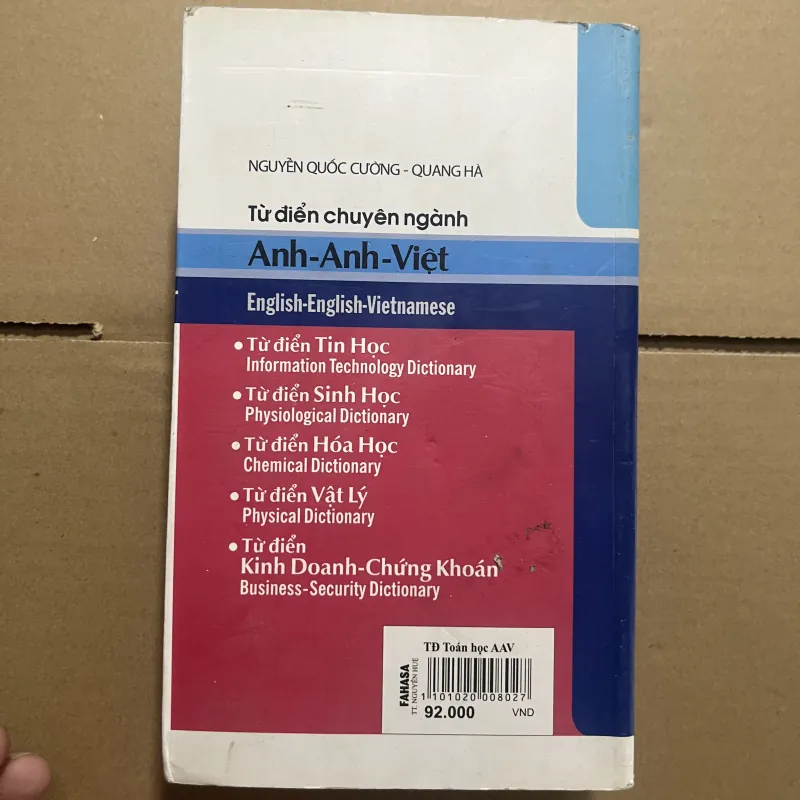 NGUYỄN QUỐC CƯỜNG - QUANG HÀ
Từ điển chuyên ngành
Anh-Anh-Việt
English-English-Vietnamese
• Từ điển Tin Học
Information Technology Dictionary
• Từ điển Sinh Học
Physiological Dictionary
• Từ điển Hóa Học
Chemical Dictionary
• Từ điển Vật Lý
Physical Dictionary
• Từ điển
Kinh Doanh-Chứng Khoán
Business-Security Dictionary
TĐ Toán học AAV
FAHASA
TT. NGUYỄN HUỆ
1101020008027
92.000 VND